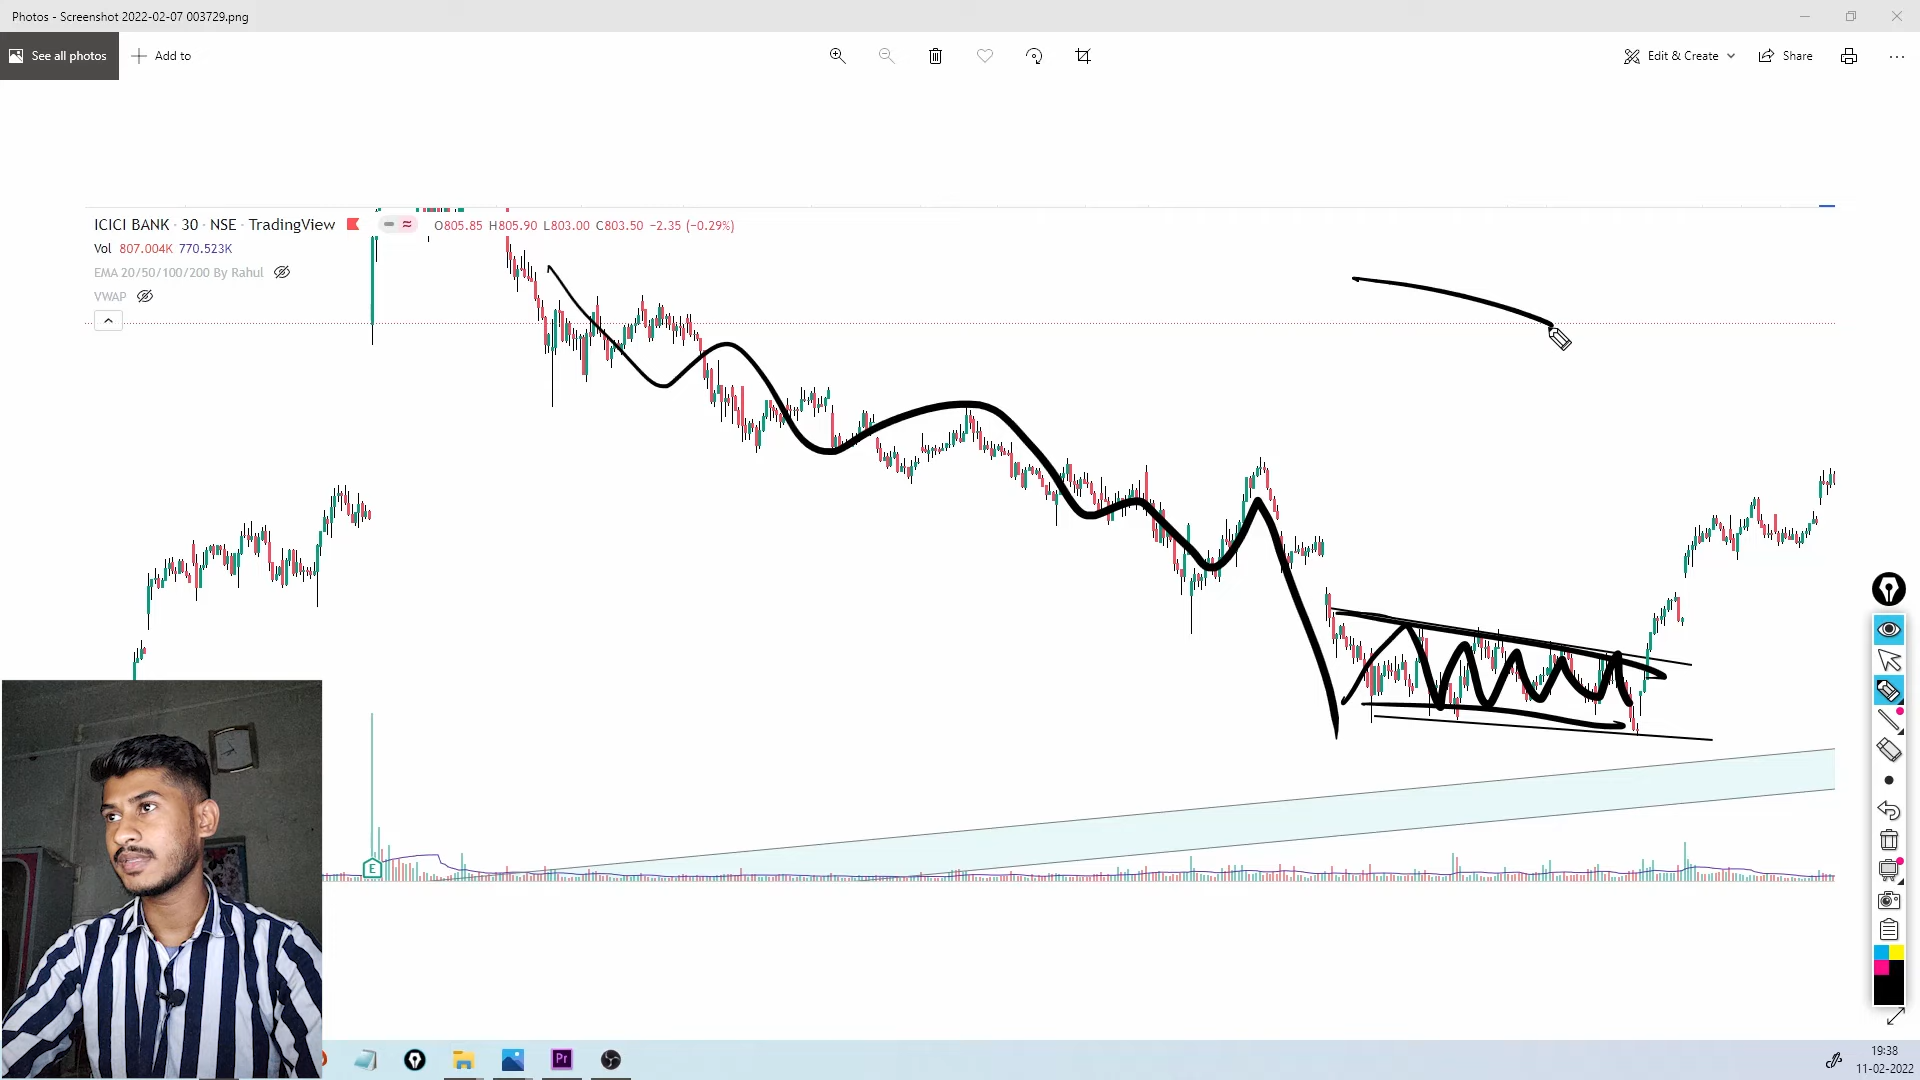 Photos - Screenshot 2022-02-07 003729.png
See all photos
Add to
Edit & Create
Share
ICICI BANK · 30 · NSE · TradingView
O805.85 H805.90 L803.00 C803.50 −2.35 (−0.29%)
Vol 807.004K 770.523K
EMA 20/50/100/200 By Rahul
VWAP
E
Pr
19:38
11-02-2022